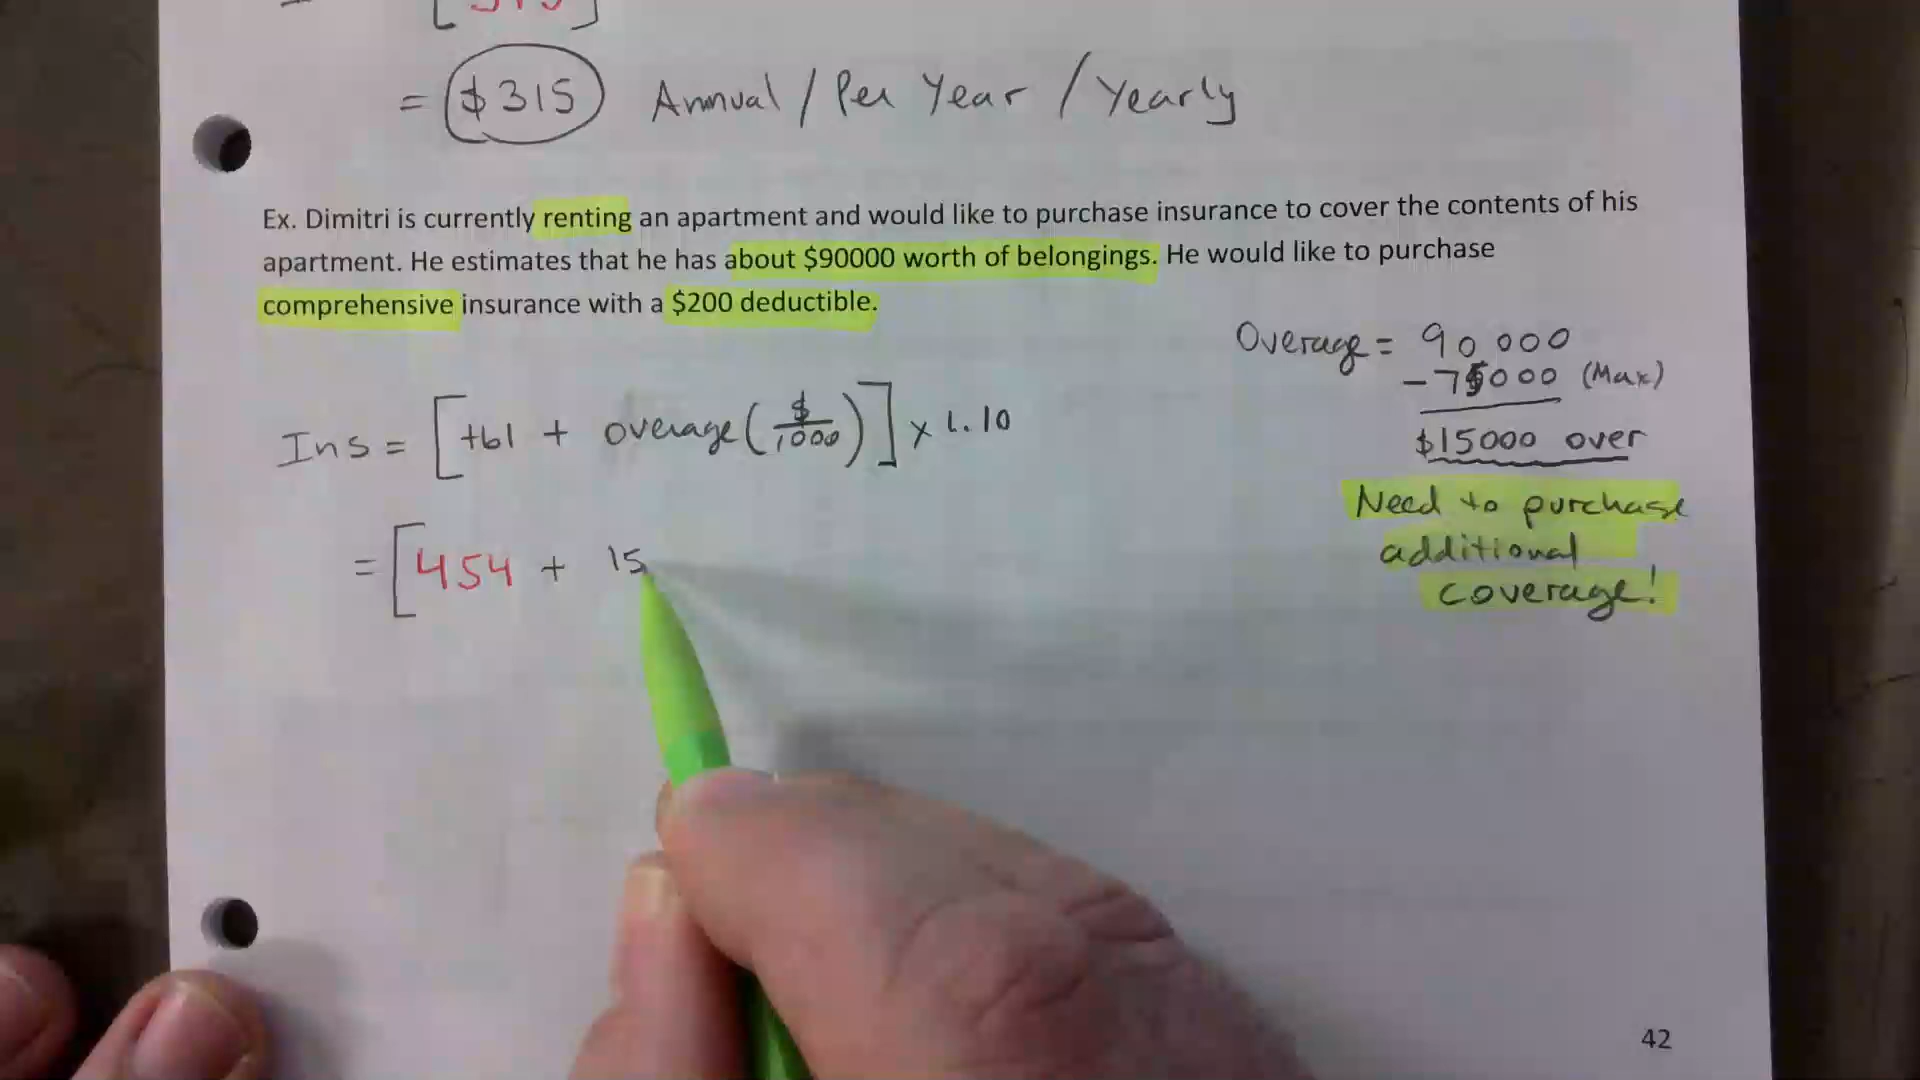 = ($315) Annual / Per Year / Yearly
Ex. Dimitri is currently renting an apartment and would like to purchase insurance to cover the contents of his
apartment. He estimates that he has about $90000 worth of belongings. He would like to purchase
comprehensive insurance with a $200 deductible.
Overage = 90 000
- 75000 (Max)
$15000 over
Need to purchase
additional
coverage!
Ins = [tbl + overage($/1000)] x 1.10
= [454 + 15
42